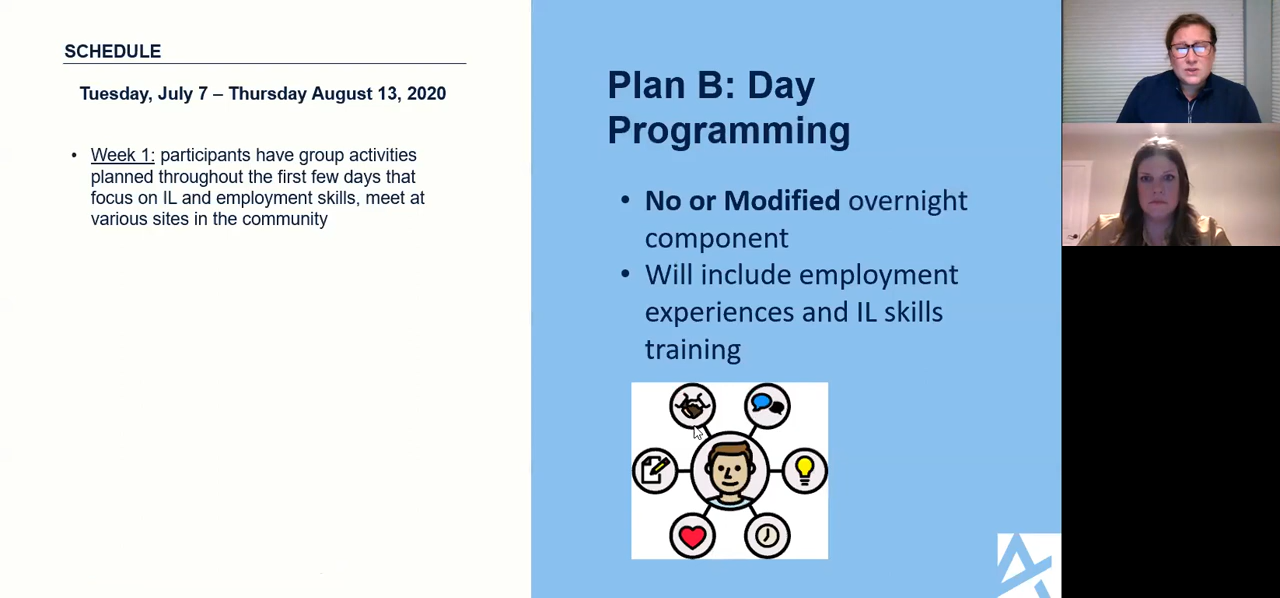 SCHEDULE
Tuesday, July 7 – Thursday August 13, 2020
• Week 1: participants have group activities
planned throughout the first few days that
focus on IL and employment skills, meet at
various sites in the community
Plan B: Day
Programming
• No or Modified overnight
component
• Will include employment
experiences and IL skills
training